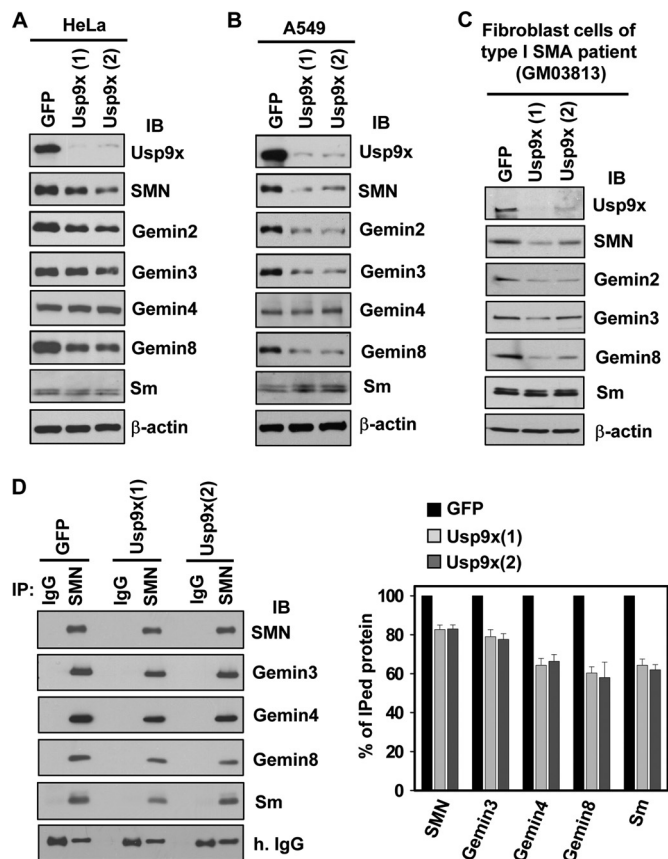 A
HeLa
GFP
Usp9x (1)
Usp9x (2)
IB
Usp9x
SMN
Gemin2
Gemin3
Gemin4
Gemin8
Sm
β-actin
B
A549
GFP
Usp9x (1)
Usp9x (2)
IB
Usp9x
SMN
Gemin2
Gemin3
Gemin4
Gemin8
Sm
β-actin
C
Fibroblast cells of
type I SMA patient
(GM03813)
GFP
Usp9x (1)
Usp9x (2)
IB
Usp9x
SMN
Gemin2
Gemin3
Gemin8
Sm
β-actin
D
GFP
Usp9x(1)
Usp9x(2)
IP:
IgG
SMN
IgG
SMN
IgG
SMN
IB
SMN
Gemin3
Gemin4
Gemin8
Sm
h. IgG
GFP
Usp9x(1)
Usp9x(2)
% of IPed protein
100
80
60
40
20
0
SMN
Gemin3
Gemin4
Gemin8
Sm